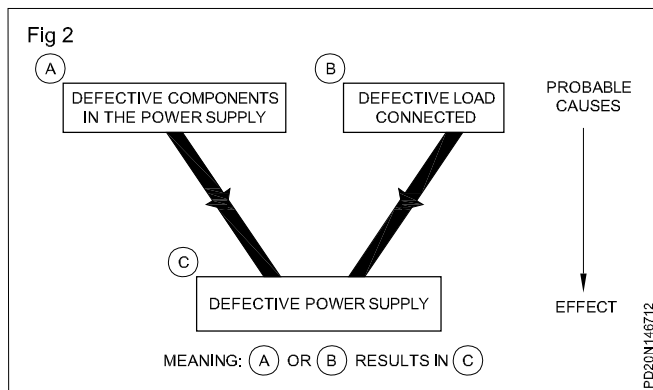 Fig 2
A
DEFECTIVE COMPONENTS
IN THE POWER SUPPLY
B
DEFECTIVE LOAD
CONNECTED
PROBABLE
CAUSES
C
DEFECTIVE POWER SUPPLY
EFFECT
MEANING: A OR B RESULTS IN C
PD20N146712